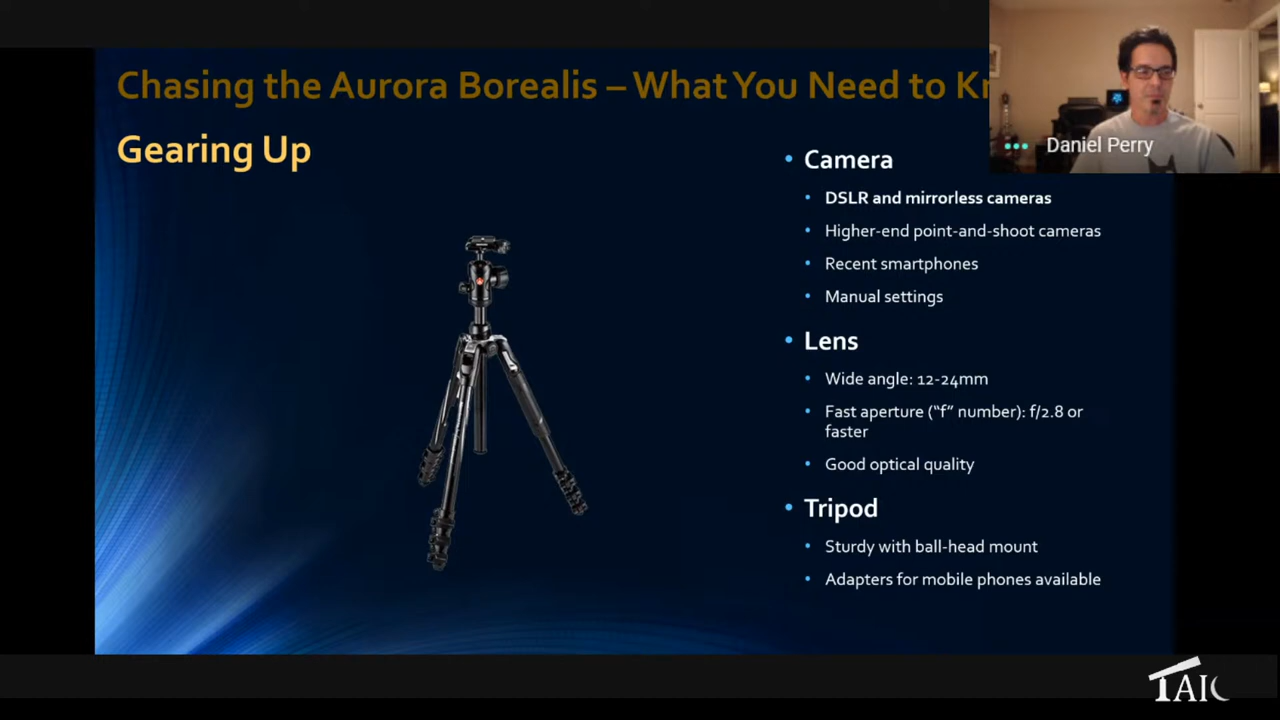 Chasing the Aurora Borealis – What You Need to
Gearing Up
Daniel Perry
• Camera
• DSLR and mirrorless cameras
• Higher-end point-and-shoot cameras
• Recent smartphones
• Manual settings
• Lens
• Wide angle: 12-24mm
• Fast aperture (“f” number): f/2.8 or
faster
• Good optical quality
• Tripod
• Sturdy with ball-head mount
• Adapters for mobile phones available
TAIC